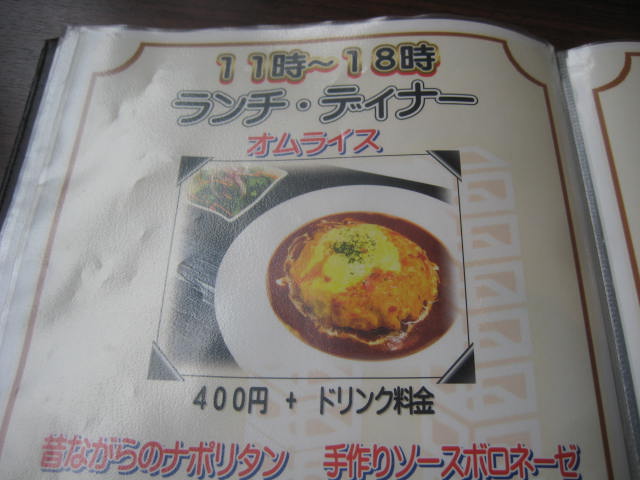 11時~18時
ランチ・ディナー
オムライス
400円 + ドリンク料金
昔ながらのナポリタン 手作りソースボロネーゼ